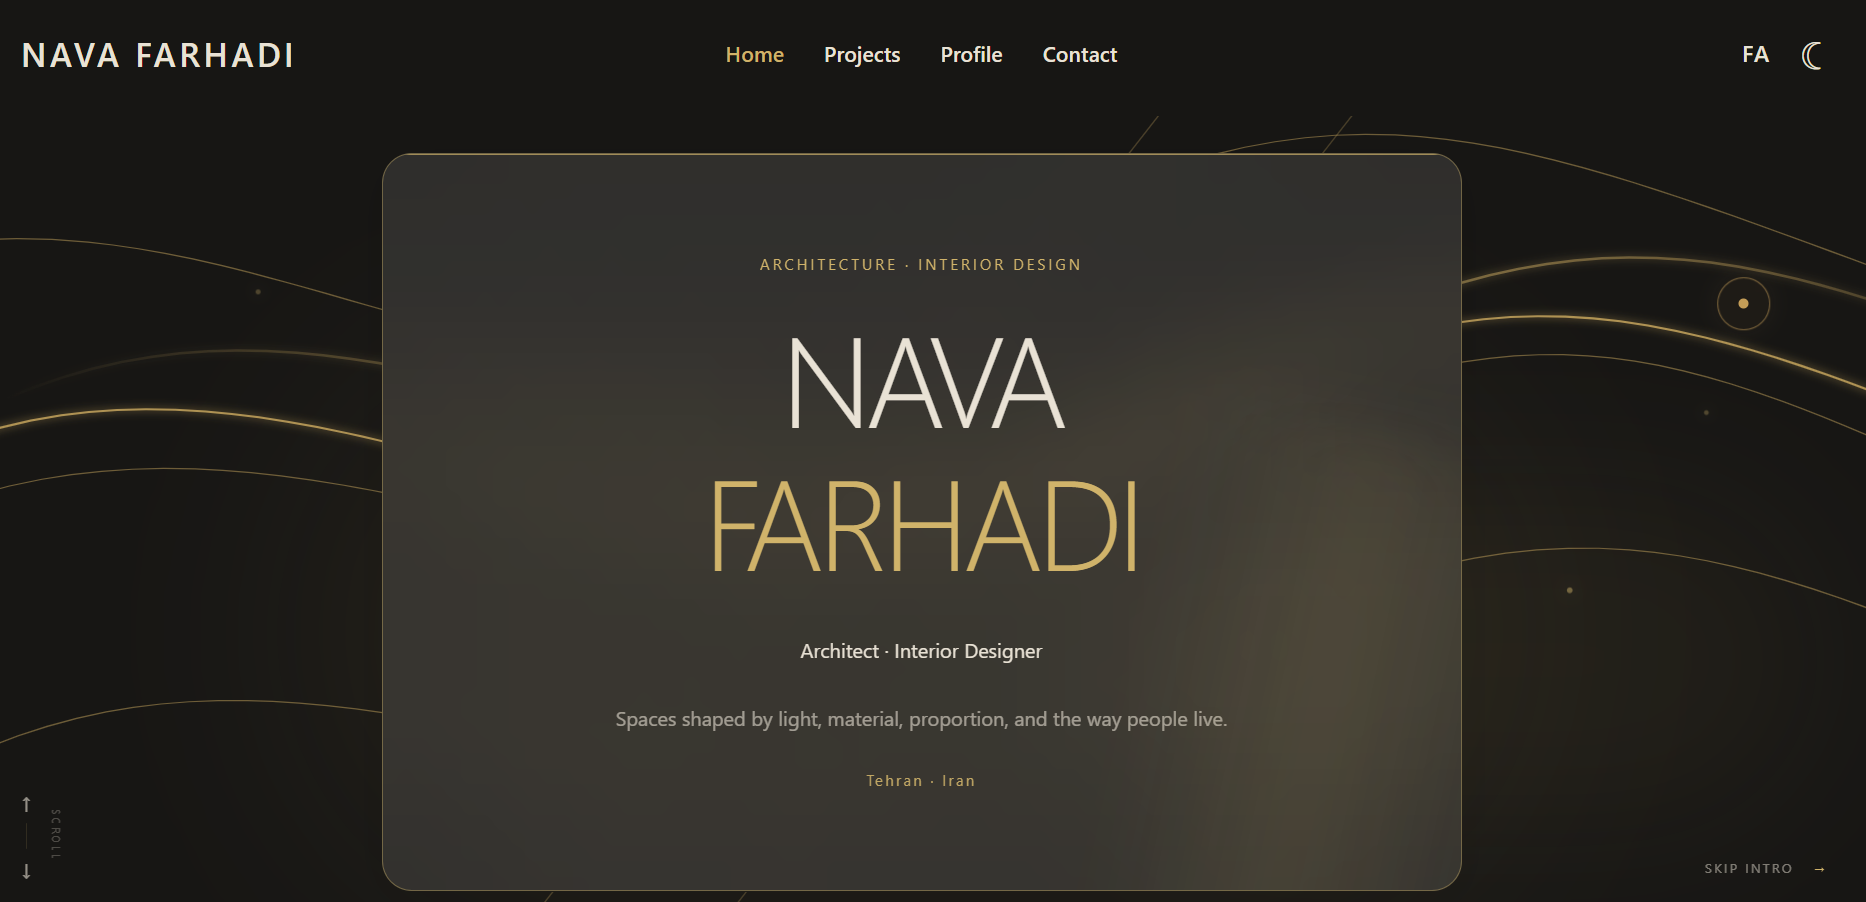 NAVA FARHADI
Home Projects Profile Contact
FA
ARCHITECTURE · INTERIOR DESIGN
NAVA
FARHADI
Architect · Interior Designer
Spaces shaped by light, material, proportion, and the way people live.
Tehran · Iran
SCROLL
SKIP INTRO →